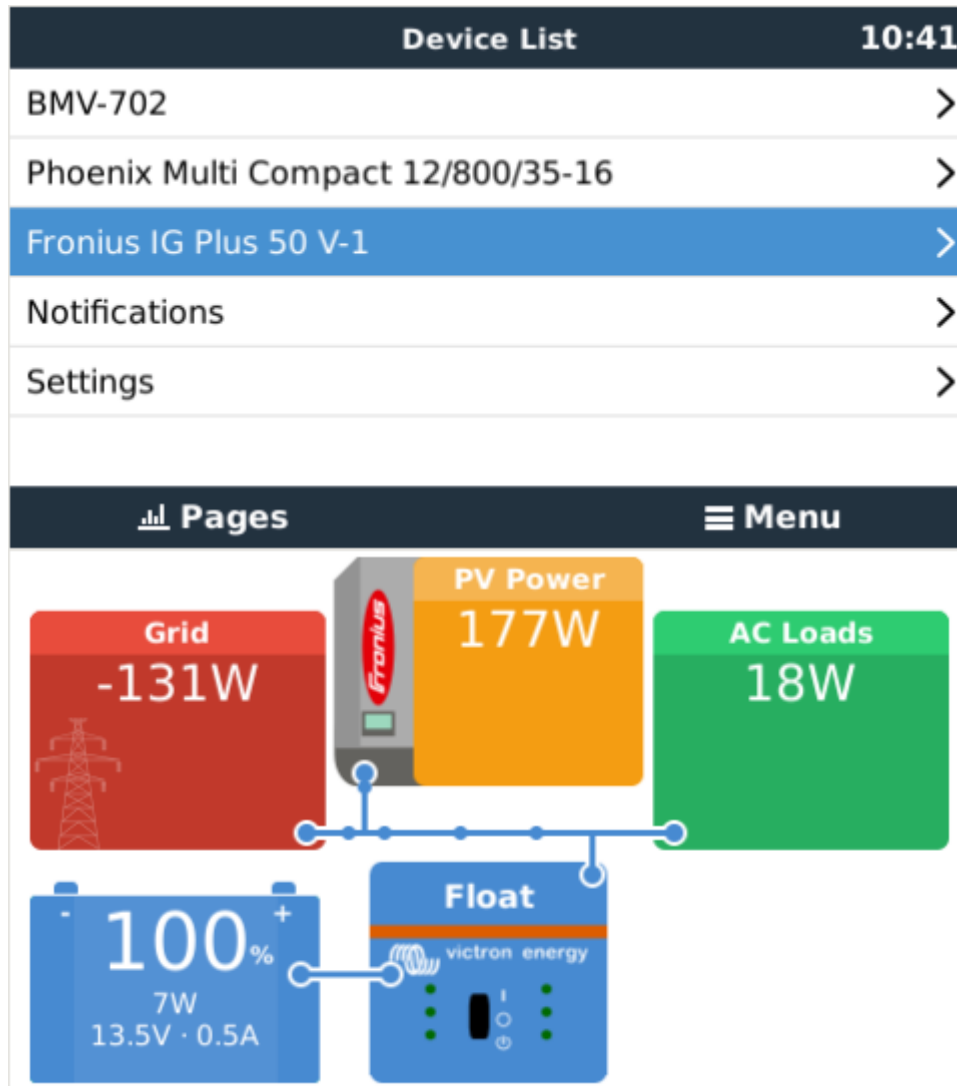 Device List 10:41
BMV-702
Phoenix Multi Compact 12/800/35-16
Fronius IG Plus 50 V-1
Notifications
Settings
Pages Menu
PV Power
177W
Grid
-131W
Fronius
AC Loads
18W
- 100% +
7W
13.5V · 0.5A
Float
victron energy